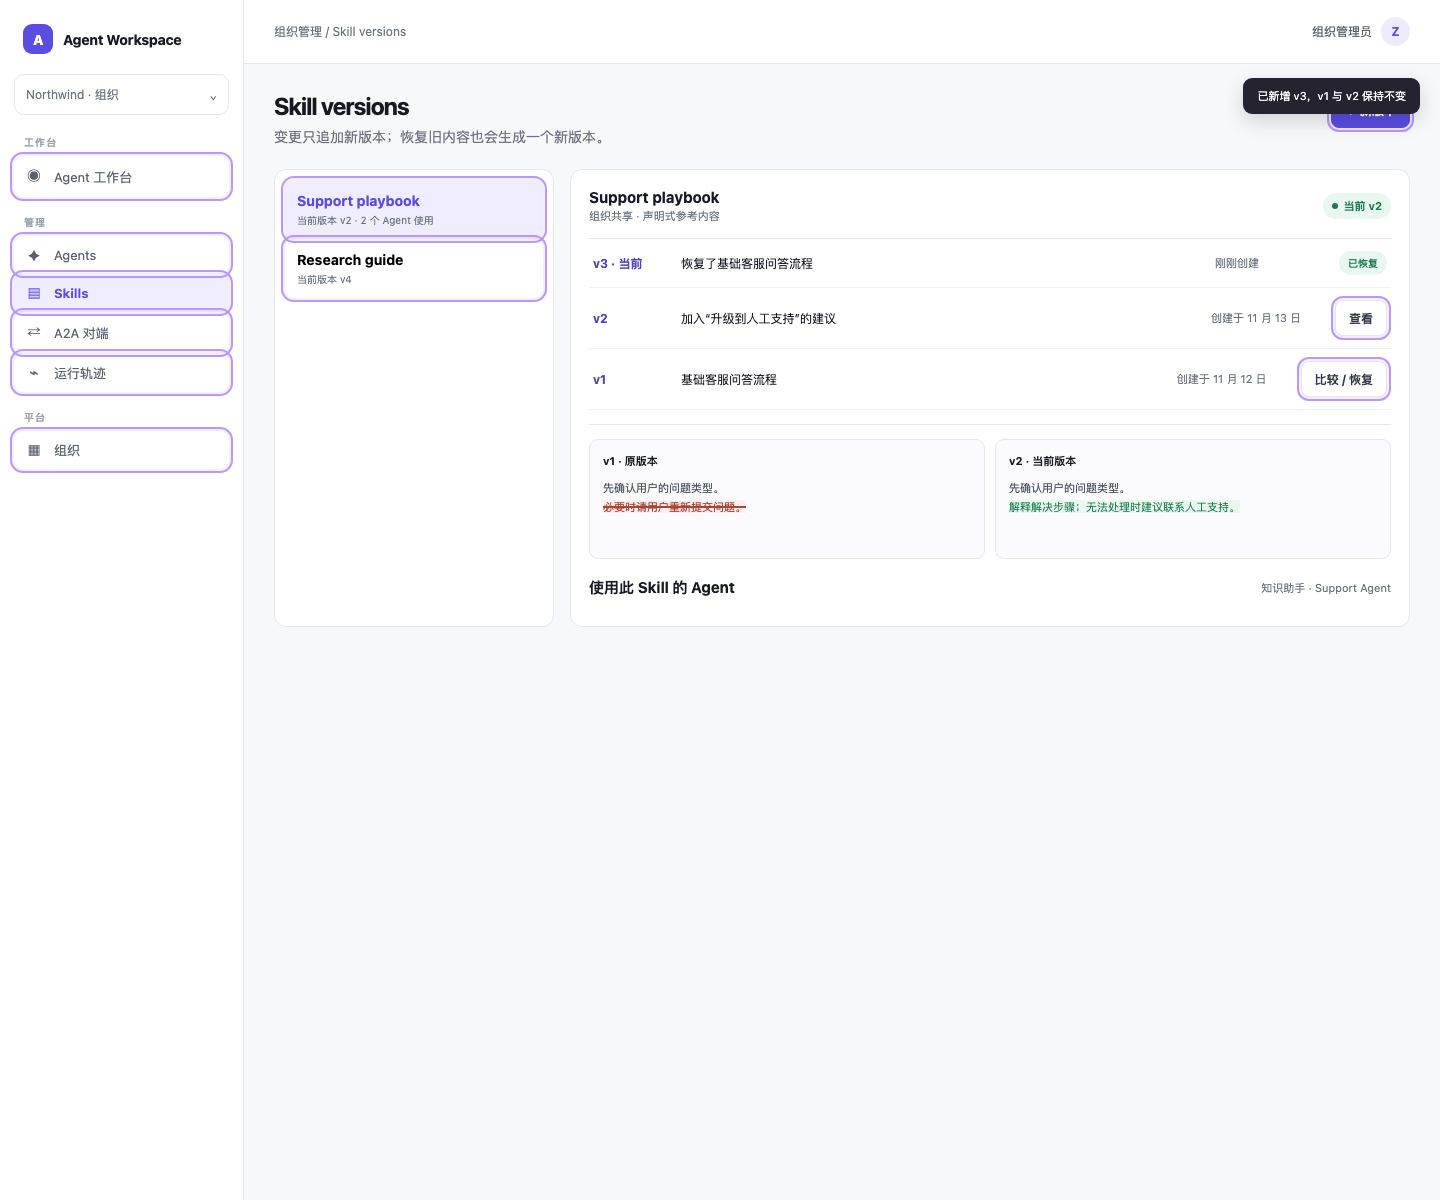 A Agent Workspace
Northwind · 组织
工作台
Agent 工作台
管理
Agents
Skills
A2A 对端
运行轨迹
平台
组织
组织管理 / Skill versions
组织管理员 Z
Skill versions
变更只追加新版本；恢复旧内容也会生成一个新版本。
已新增 v3，v1 与 v2 保持不变
Support playbook
当前版本 v2 · 2 个 Agent 使用
Research guide
当前版本 v4
Support playbook
组织共享 · 声明式参考内容
当前 v2
v3 · 当前 恢复了基础客服问答流程 刚刚创建 已恢复
v2 加入“升级到人工支持”的建议 创建于 11 月 13 日 查看
v1 基础客服问答流程 创建于 11 月 12 日 比较 / 恢复
v1 · 原版本
先确认用户的问题类型。
必要时请用户重新提交问题。
v2 · 当前版本
先确认用户的问题类型。
解释解决步骤；无法处理时建议联系人工支持。
使用此 Skill 的 Agent
知识助手 · Support Agent